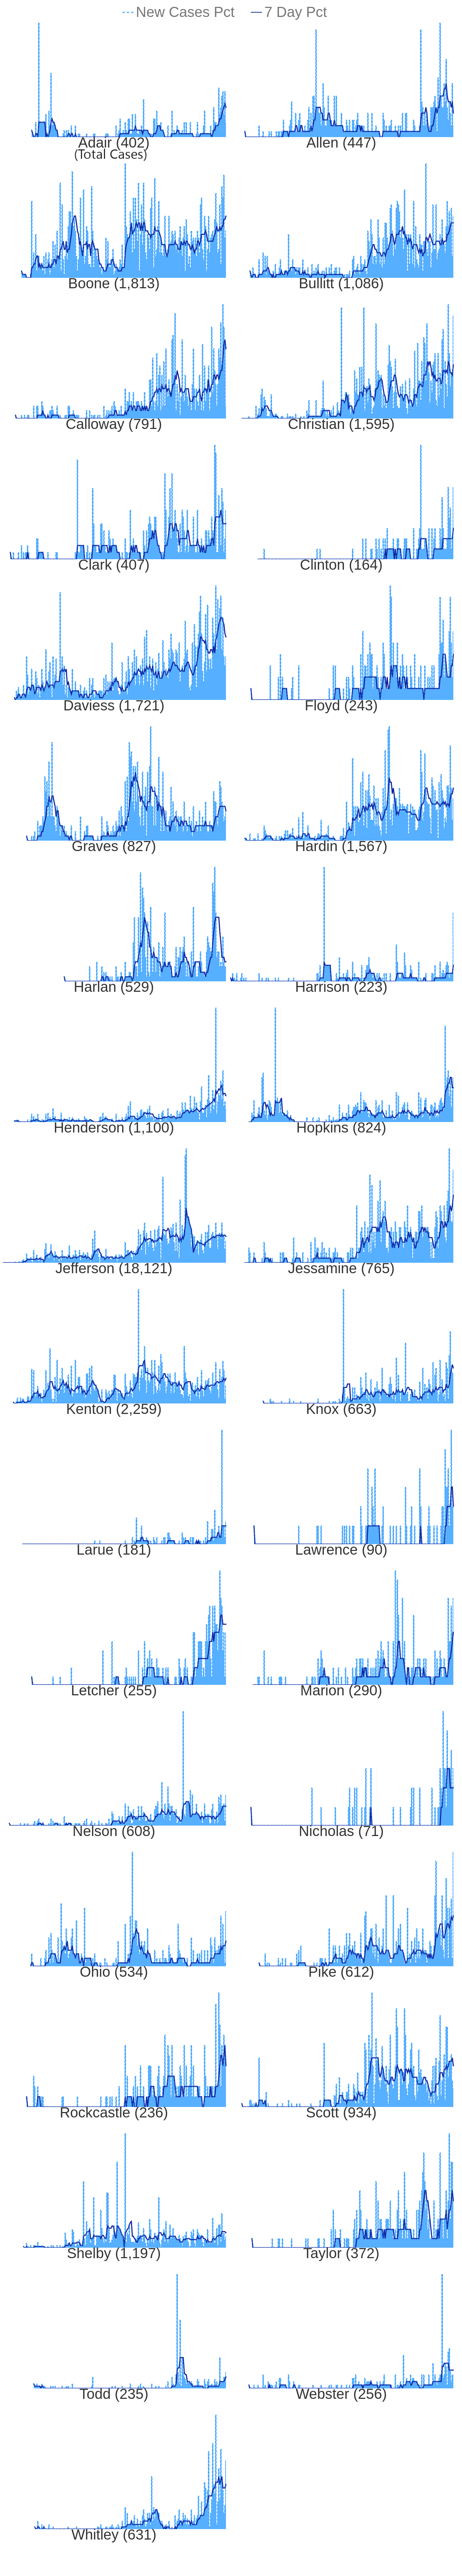 New Cases Pct 7 Day Pct
Adair (402) Allen (447)
(Total Cases)
Boone (1,813) Bullitt (1,086)
Calloway (791) Christian (1,595)
Clark (407) Clinton (164)
Daviess (1,721) Floyd (243)
Graves (827) Hardin (1,567)
Harlan (529) Harrison (223)
Henderson (1,100) Hopkins (824)
Jefferson (18,121) Jessamine (765)
Kenton (2,259) Knox (663)
Larue (181) Lawrence (90)
Letcher (255) Marion (290)
Nelson (608) Nicholas (71)
Ohio (534) Pike (612)
Rockcastle (236) Scott (934)
Shelby (1,197) Taylor (372)
Todd (235) Webster (256)
Whitley (631)